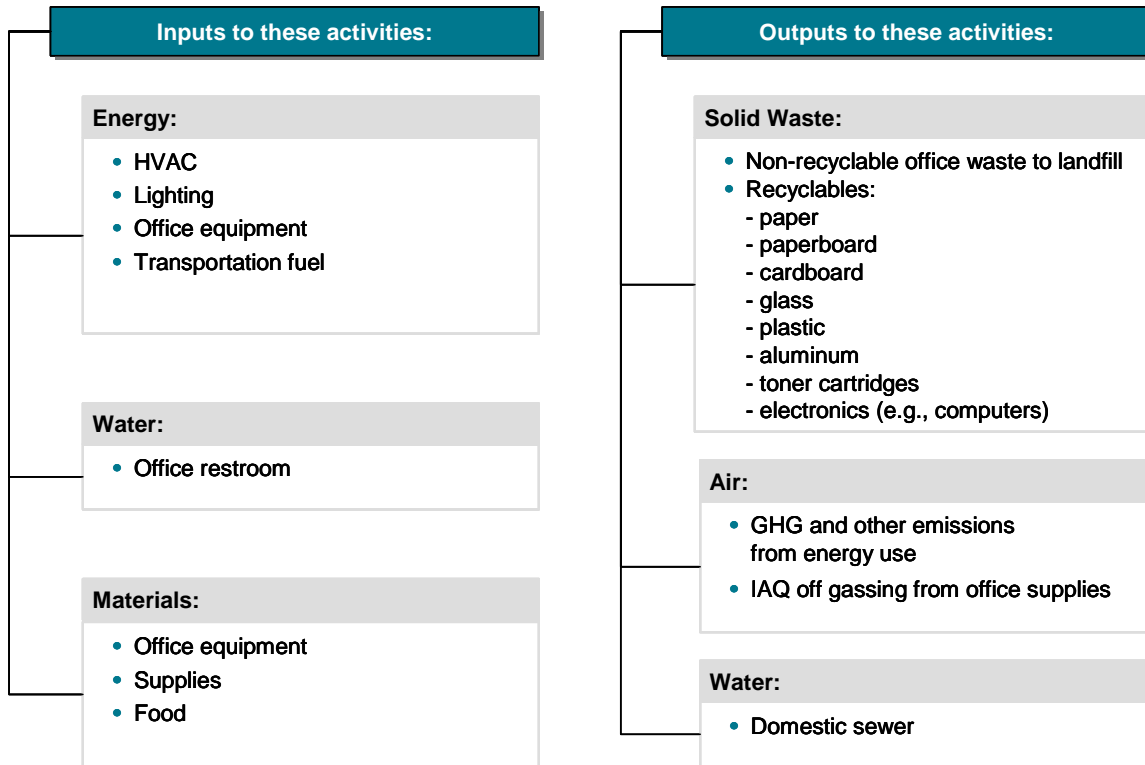 Inputs to these activities:
Energy:
• HVAC
• Lighting
• Office equipment
• Transportation fuel
Water:
• Office restroom
Materials:
• Office equipment
• Supplies
• Food
Outputs to these activities:
Solid Waste:
• Non-recyclable office waste to landfill
• Recyclables:
- paper
- paperboard
- cardboard
- glass
- plastic
- aluminum
- toner cartridges
- electronics (e.g., computers)
Air:
• GHG and other emissions
from energy use
• IAQ off gassing from office supplies
Water:
• Domestic sewer